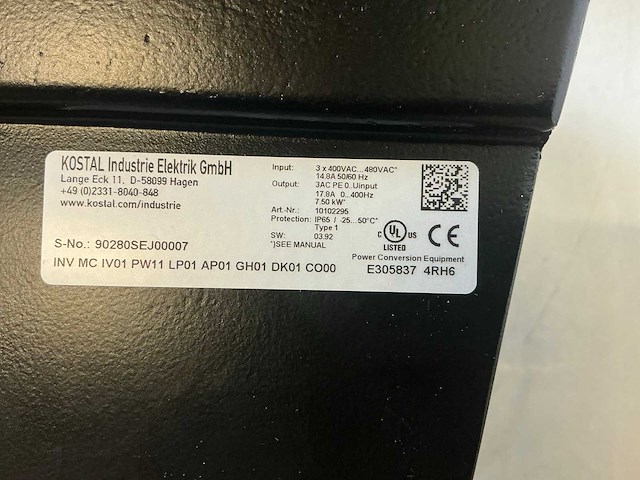 KOSTAL Industrie Elektrik GmbH
Lange Eck 11, D-58099 Hagen
+49 (0)2331-8040-848
www.kostal.com/industrie
S-No.: 90280SEJ00007
INV MC IV01 PW11 LP01 AP01 GH01 DK01 CO00
Input: 3 x 400VAC...480VAC*
14.8A 50/60 Hz
Output: 3AC PE 0..Uinput
17.8A 0...400Hz
7.50 kW*
Art.-Nr.: 10102295
Protection: IP65 / -25...50°C*
Type 1
SW: 03.92
*)SEE MANUAL
c UL us
LISTED
CE
Power Conversion Equipment
E305837 4RH6